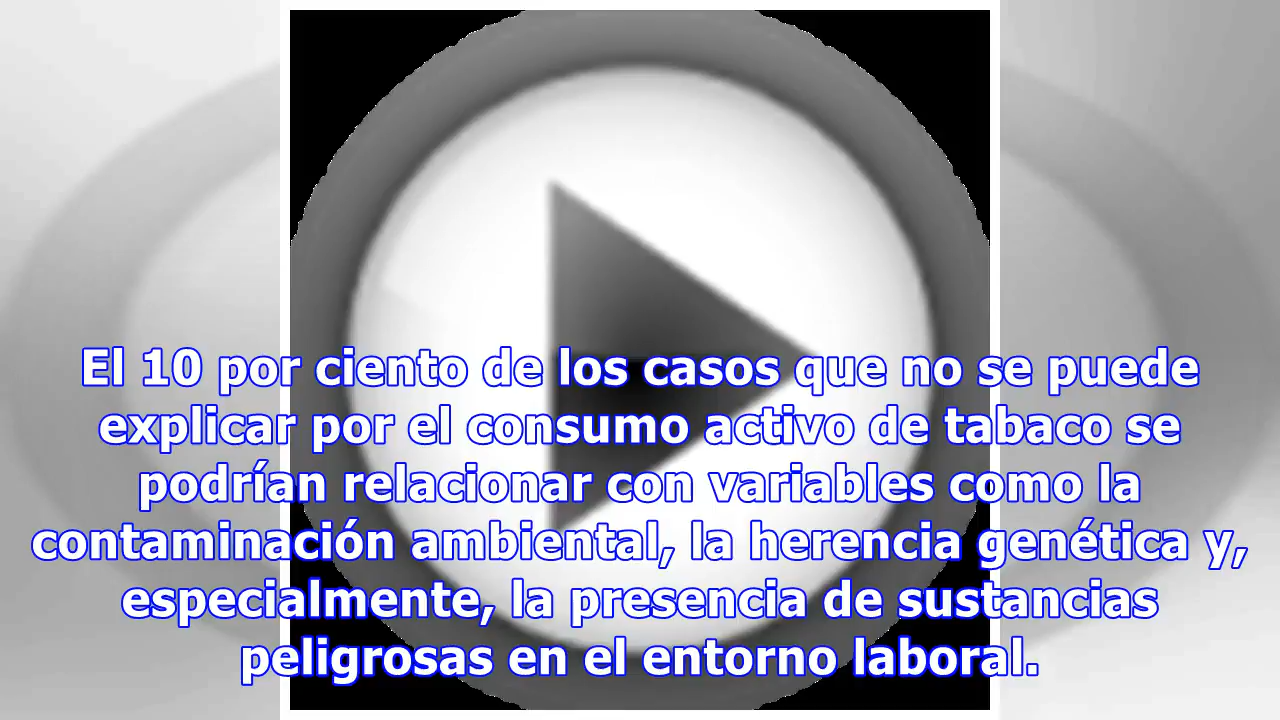 El 10 por ciento de los casos que no se puede
explicar por el consumo activo de tabaco se
podrían relacionar con variables como la
contaminación ambiental, la herencia genética y,
especialmente, la presencia de sustancias
peligrosas en el entorno laboral.